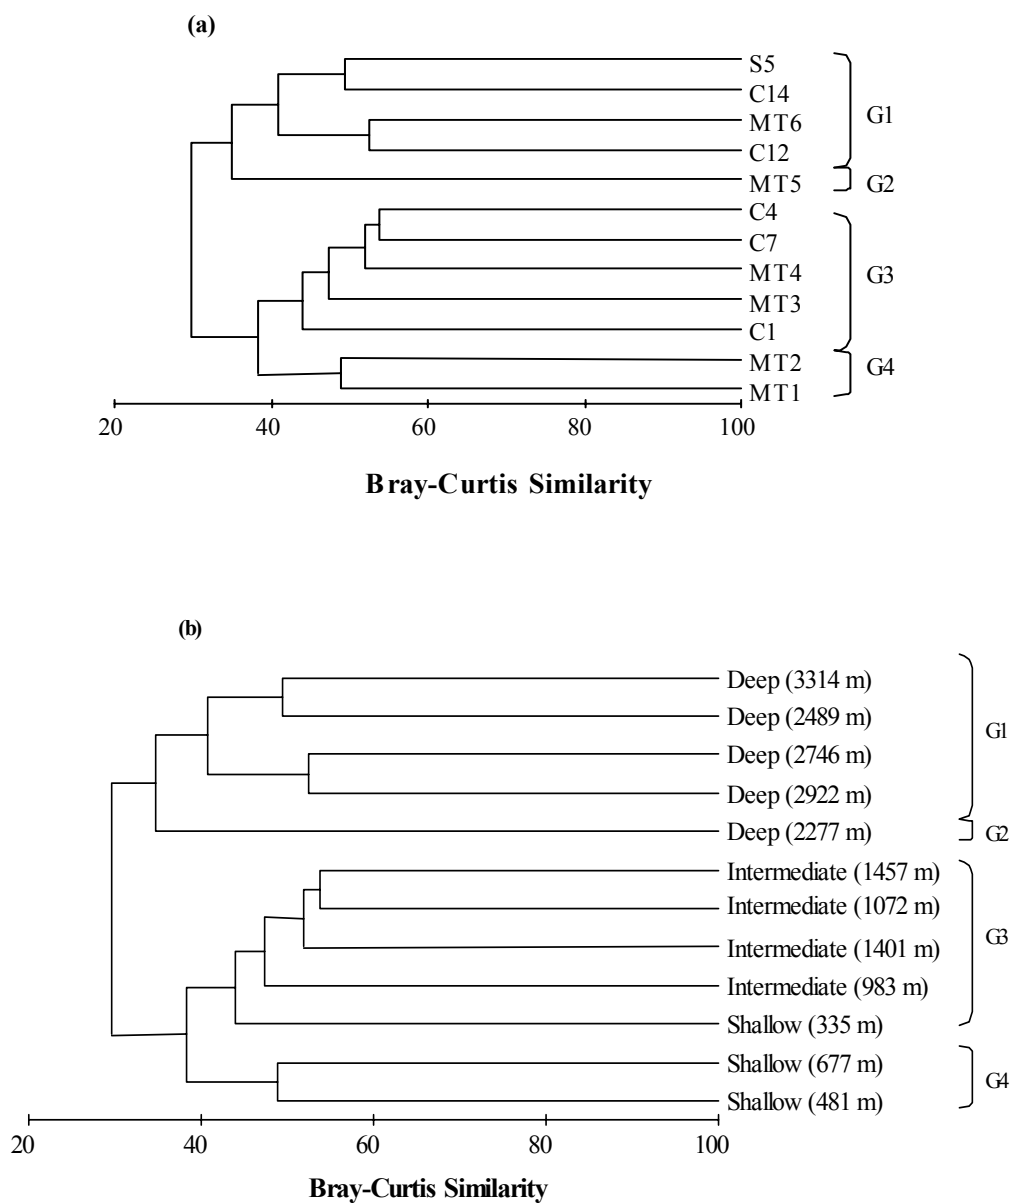 (a)
S5
C14
MT6
C12
G1
MT5
G2
C4
C7
MT4
MT3
C1
G3
MT2
MT1
G4
20 40 60 80 100
Bray-Curtis Similarity
(b)
Deep (3314 m)
Deep (2489 m)
Deep (2746 m)
Deep (2922 m)
G1
Deep (2277 m)
G2
Intermediate (1457 m)
Intermediate (1072 m)
Intermediate (1401 m)
Intermediate (983 m)
Shallow (335 m)
G3
Shallow (677 m)
Shallow (481 m)
G4
20 40 60 80 100
Bray-Curtis Similarity